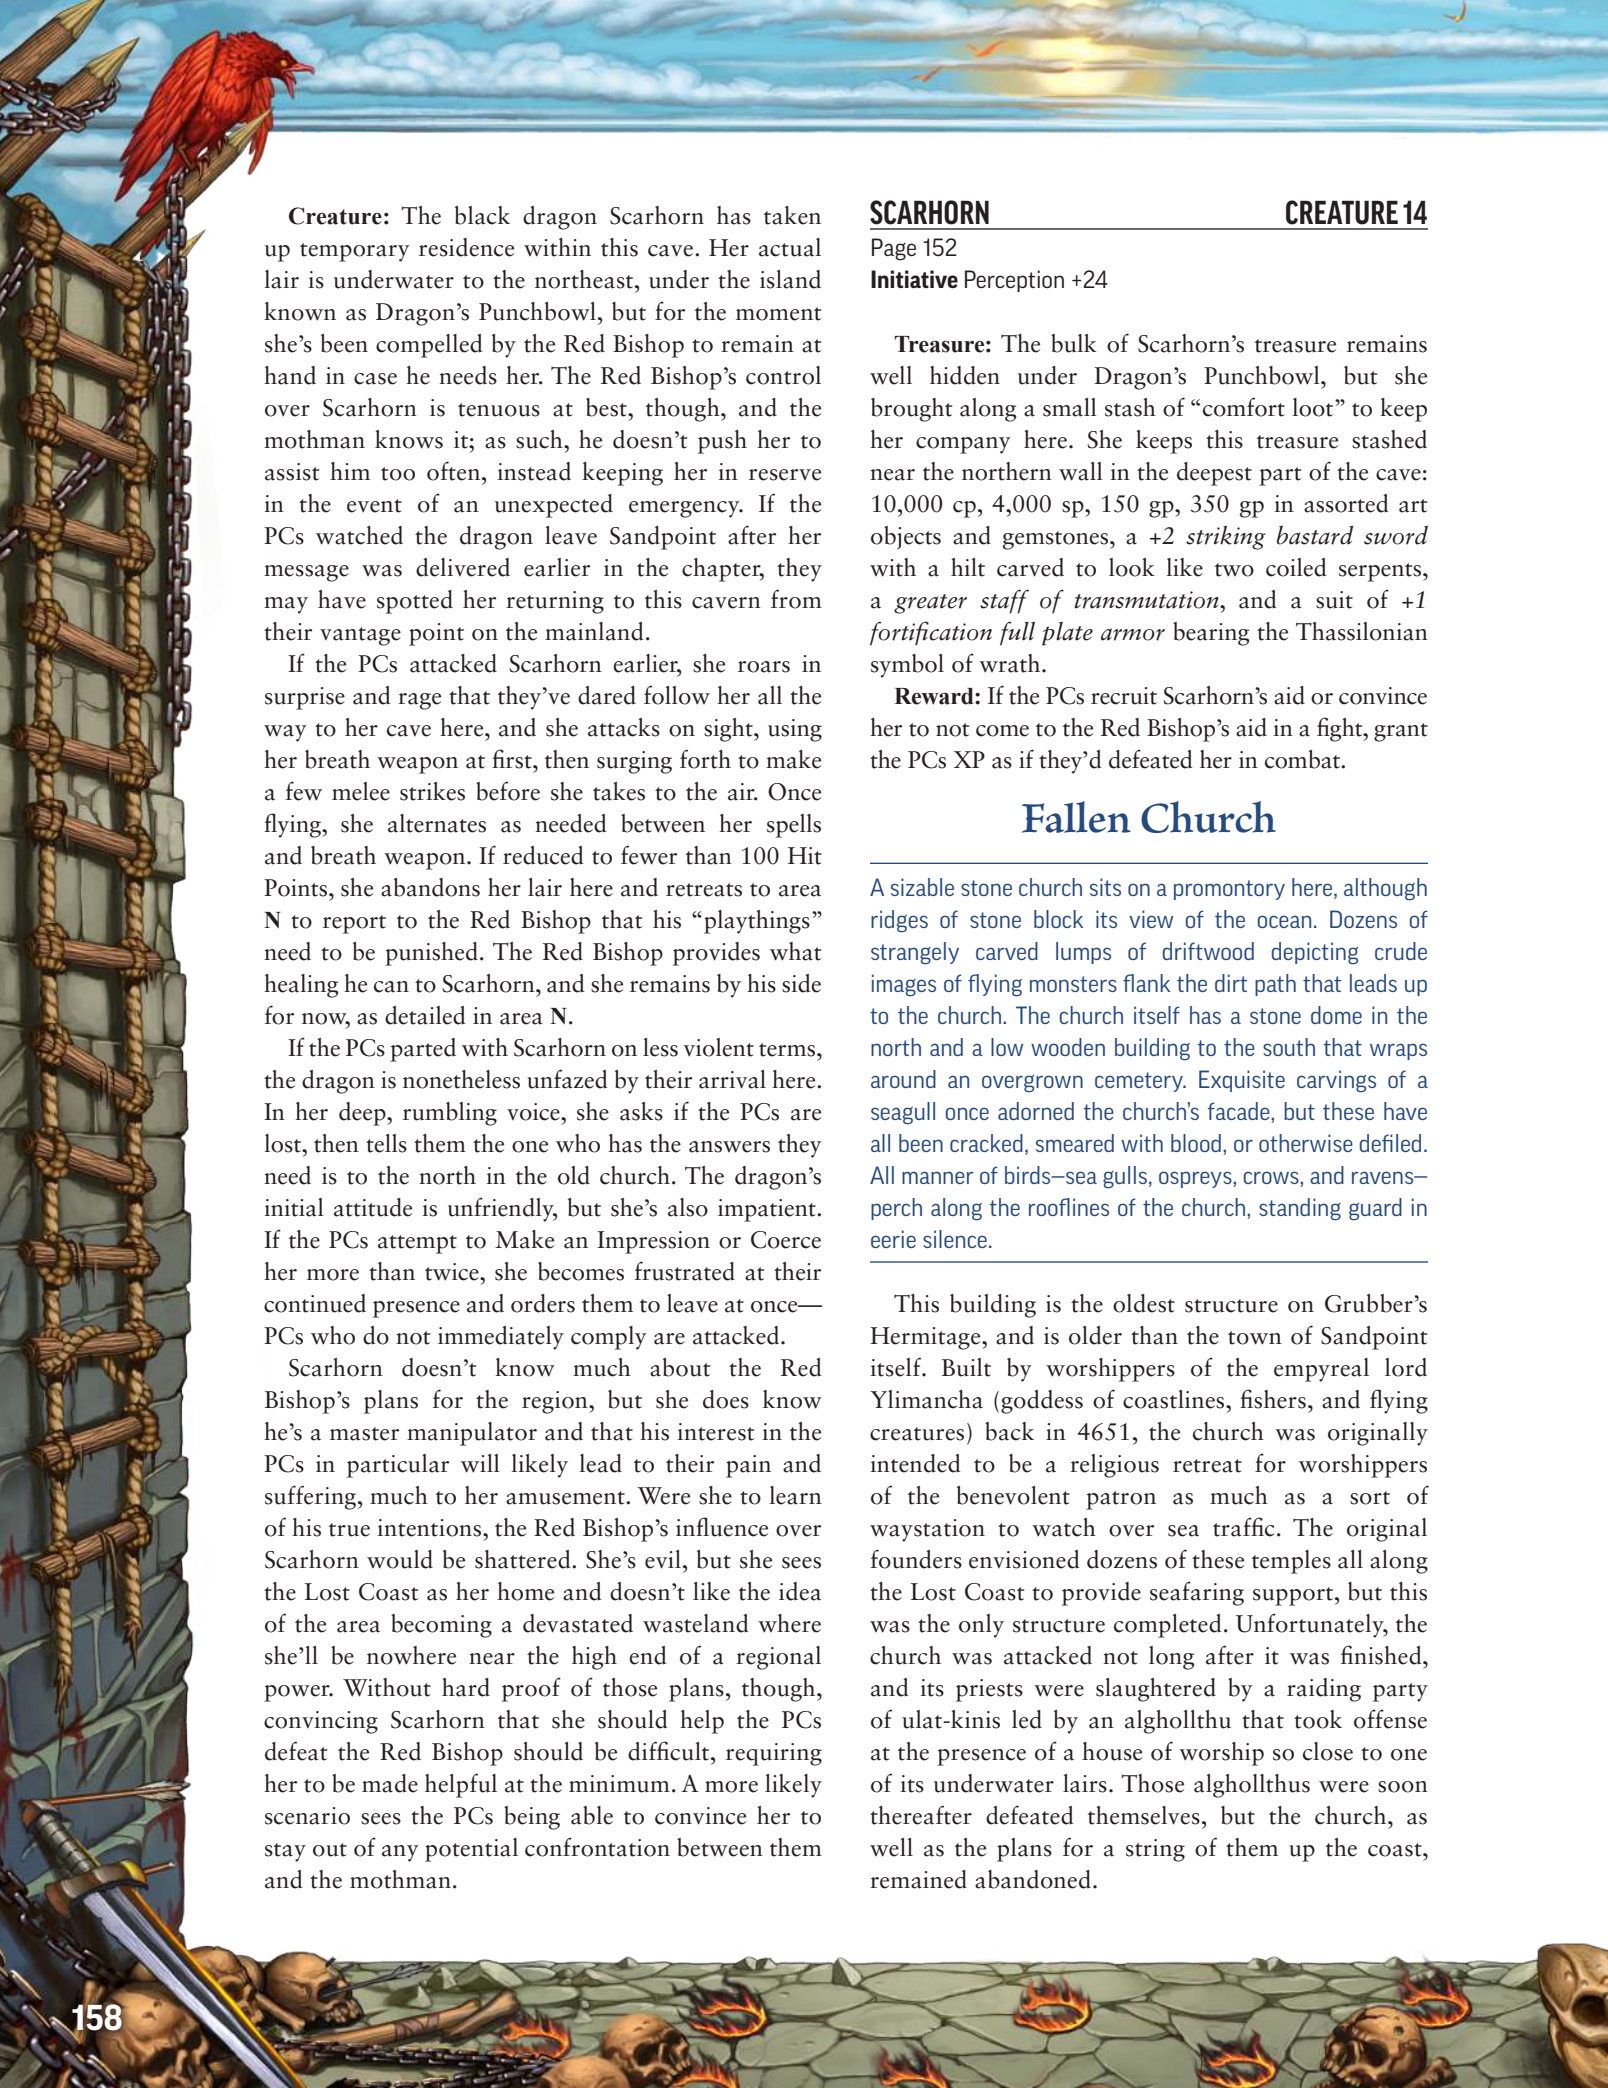 Creature: The black dragon Scarhorn has taken
up temporary residence within this cave. Her actual
lair is underwater to the northeast, under the island
known as Dragon's Punchbowl, but for the moment
she's been compelled by the Red Bishop to remain at
hand in case he needs her. The Red Bishop's control
over Scarhorn is tenuous at best, though, and the
mothman knows it; as such, he doesn't push her to
assist him too often, instead keeping her in reserve
in the event of an unexpected emergency. If the
PCs watched the dragon leave Sandpoint after her
message was delivered earlier in the chapter, they
may have spotted her returning to this cavern from
their vantage point on the mainland.
If the PCs attacked Scarhorn earlier, she roars in
surprise and rage that they've dared follow her all the
way to her cave here, and she attacks on sight, using
her breath weapon at first, then surging forth to make
a few melee strikes before she takes to the air. Once
flying, she alternates as needed between her spells
and breath weapon. If reduced to fewer than 100 Hit
Points, she abandons her lair here and retreats to area
N to report to the Red Bishop that his “playthings”
need to be punished. The Red Bishop provides what
healing he can to Scarhorn, and she remains by his side
for now, as detailed in area N.
If the PCs parted with Scarhorn on less violent terms,
the dragon is nonetheless unfazed by their arrival here.
In her deep, rumbling voice, she asks if the PCs are
lost, then tells them the one who has the answers they
need is to the north in the old church. The dragon's
initial attitude is unfriendly, but she's also impatient.
If the PCs attempt to Make an Impression or Coerce
her more than twice, she becomes frustrated at their
continued presence and orders them to leave at once—
PCs who do not immediately comply are attacked.
Scarhorn doesn't know much about the Red
Bishop's plans for the region, but she does know
he's a master manipulator and that his interest in the
PCs in particular will likely lead to their pain and
suffering, much to her amusement. Were she to learn
of his true intentions, the Red Bishop's influence over
Scarhorn would be shattered. She's evil, but she sees
the Lost Coast as her home and doesn't like the idea
of the area becoming a devastated wasteland where
she'll be nowhere near the high end of a regional
power. Without hard proof of those plans, though,
convincing Scarhorn that she should help the PCs
defeat the Red Bishop should be difficult, requiring
her to be made helpful at the minimum. A more likely
scenario sees the PCs being able to convince her to
stay out of any potential confrontation between them
and the mothman.
SCARHORN CREATURE 14
Page 152
Initiative Perception +24
Treasure: The bulk of Scarhorn's treasure remains
well hidden under Dragon's Punchbowl, but she
brought along a small stash of “comfort loot” to keep
her company here. She keeps this treasure stashed
near the northern wall in the deepest part of the cave:
10,000 cp, 4,000 sp, 150 gp, 350 gp in assorted art
objects and gemstones, a +2 striking bastard sword
with a hilt carved to look like two coiled serpents,
a greater staff of transmutation, and a suit of +1
fortification full plate armor bearing the Thassilonian
symbol of wrath.
Reward: If the PCs recruit Scarhorn's aid or convince
her to not come to the Red Bishop's aid in a fight, grant
the PCs XP as if they'd defeated her in combat.
Fallen Church
A sizable stone church sits on a promontory here, although
ridges of stone block its view of the ocean. Dozens of
strangely carved lumps of driftwood depicting crude
images of flying monsters flank the dirt path that leads up
to the church. The church itself has a stone dome in the
north and a low wooden building to the south that wraps
around an overgrown cemetery. Exquisite carvings of a
seagull once adorned the church's facade, but these have
all been cracked, smeared with blood, or otherwise defiled.
All manner of birds—sea gulls, ospreys, crows, and ravens—
perch along the rooflines of the church, standing guard in
eerie silence.
This building is the oldest structure on Grubber's
Hermitage, and is older than the town of Sandpoint
itself. Built by worshippers of the empyreal lord
Ylimancha (goddess of coastlines, fishers, and flying
creatures) back in 4651, the church was originally
intended to be a religious retreat for worshippers
of the benevolent patron as much as a sort of
waystation to watch over sea traffic. The original
founders envisioned dozens of these temples all along
the Lost Coast to provide seafaring support, but this
was the only structure completed. Unfortunately, the
church was attacked not long after it was finished,
and its priests were slaughtered by a raiding party
of ulat-kinis led by an alghollthu that took offense
at the presence of a house of worship so close to one
of its underwater lairs. Those alghollthus were soon
thereafter defeated themselves, but the church, as
well as the plans for a string of them up the coast,
remained abandoned.
158